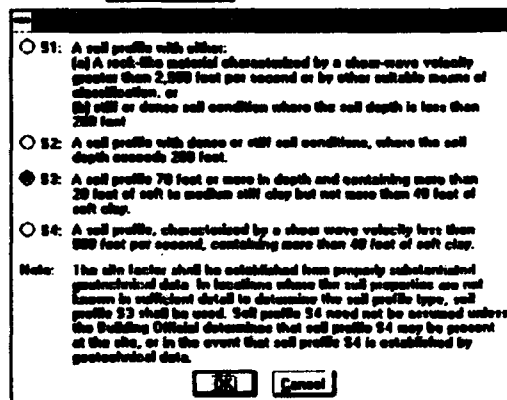 S1: A soil profile with either:
(a) A rock-like material characterized by a shear-wave velocity
greater than 2,500 feet per second or by other suitable means of
classification, or
(b) stiff or dense soil condition where the soil depth is less than
200 feet
S2: A soil profile with dense or stiff soil conditions, where the soil
depth exceeds 200 feet.
S3: A soil profile 70 feet or more in depth and containing more than
20 feet of soft to medium stiff clay but not more than 40 feet of
soft clay.
S4: A soil profile, characterized by a shear wave velocity less than
500 feet per second, containing more than 40 feet of soft clay.
Note: The site factor shall be established from properly substantiated
geotechnical data. In locations where the soil properties are not
known in sufficient detail to determine the soil profile type, soil
profile S3 shall be used. Soil profile S4 need not be assumed unless
the Building Official determines that soil profile S4 may be present
at the site, or in the event that soil profile S4 is established by
geotechnical data.
OK Cancel